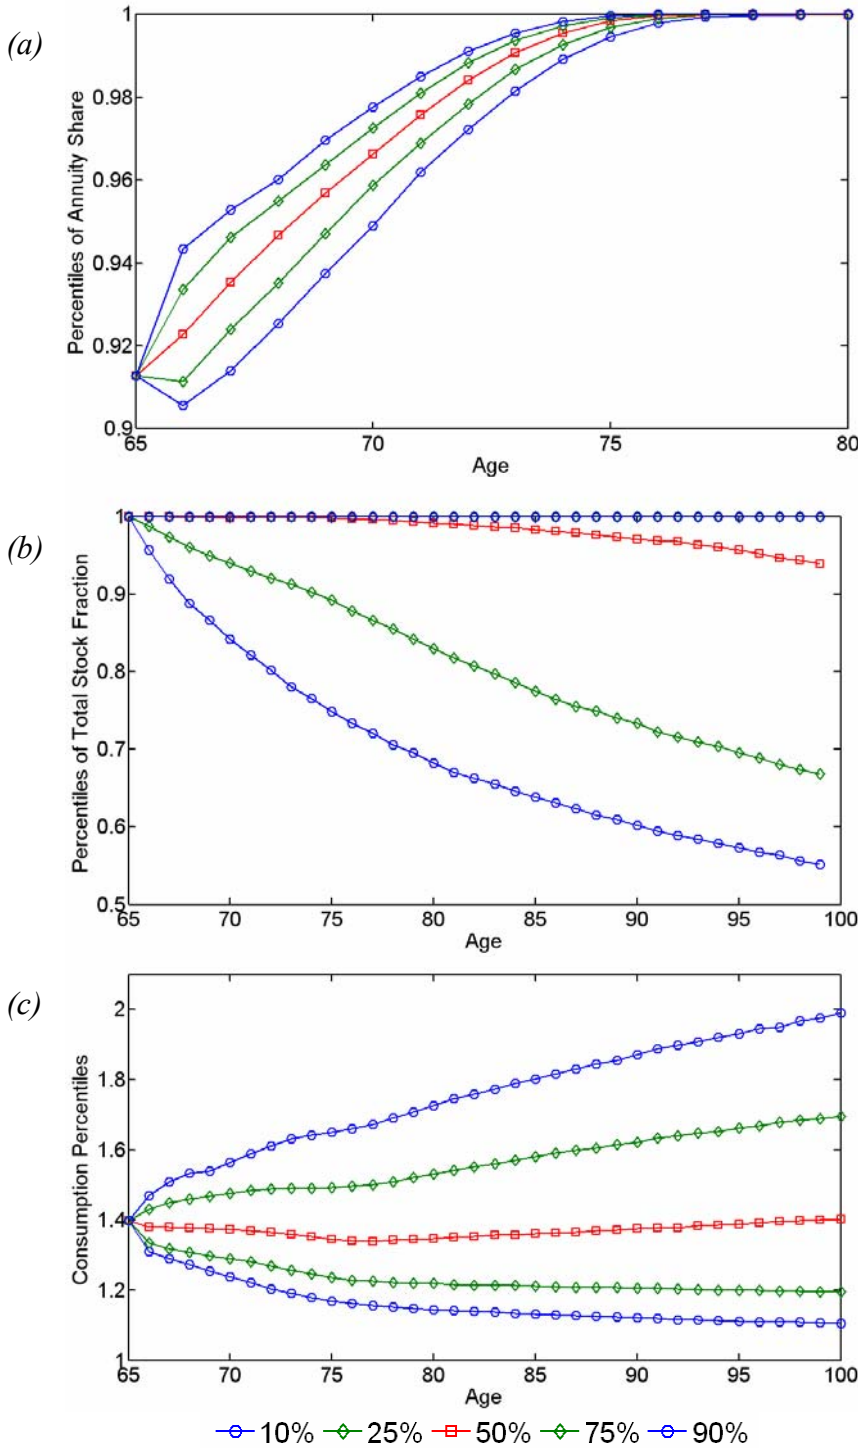 (a)
Percentiles of Annuity Share
1
0.98
0.96
0.94
0.92
0.9
65 70 75 80
Age
(b)
Percentiles of Total Stock Fraction
1
0.9
0.8
0.7
0.6
0.5
65 70 75 80 85 90 95 100
Age
(c)
Consumption Percentiles
2
1.8
1.6
1.4
1.2
1
65 70 75 80 85 90 95 100
Age
10% 25% 50% 75% 90%